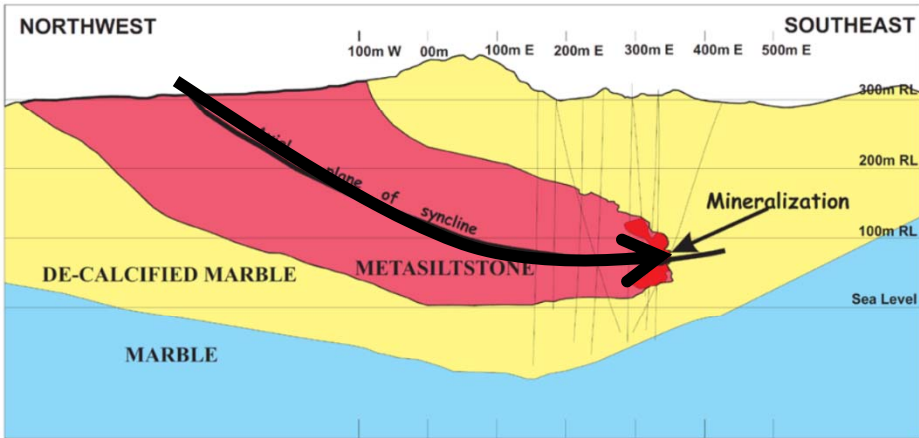 NORTHWEST
SOUTHEAST
100m W 00m 100m E 200m E 300m E 400m E 500m E
300m RL
200m RL
plane
of
syncline
Mineralization
100m RL
DE-CALCIFIED MARBLE
METASILTSTONE
Sea Level
MARBLE